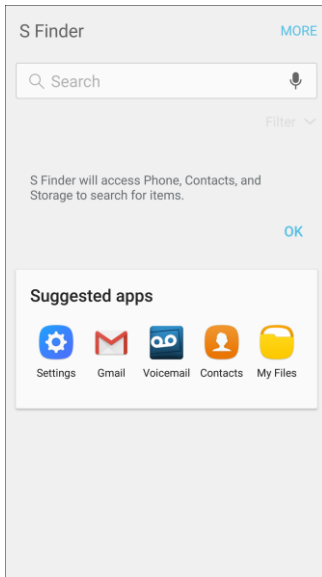 S Finder
MORE
Search
Filter
S Finder will access Phone, Contacts, and
Storage to search for items.
OK
Suggested apps
Settings Gmail Voicemail Contacts My Files